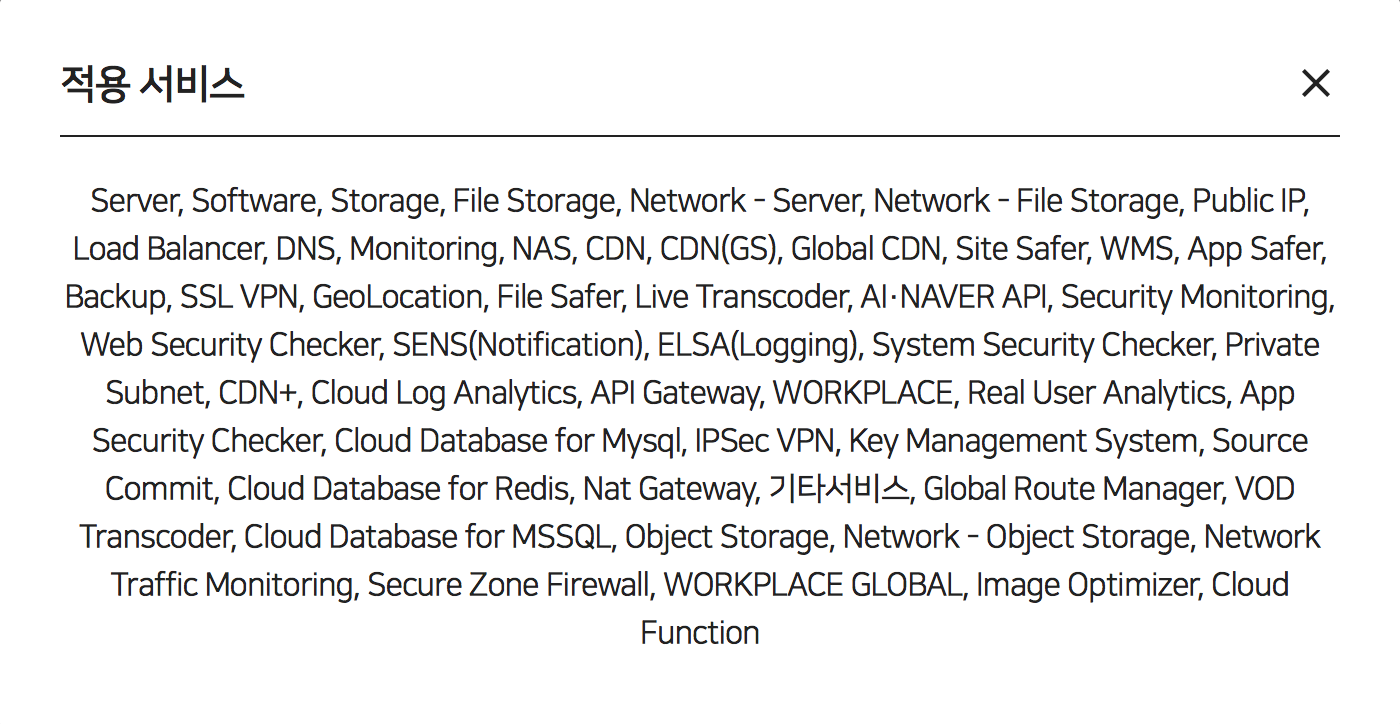 적용 서비스
Server, Software, Storage, File Storage, Network - Server, Network - File Storage, Public IP,
Load Balancer, DNS, Monitoring, NAS, CDN, CDN(GS), Global CDN, Site Safer, WMS, App Safer,
Backup, SSL VPN, GeoLocation, File Safer, Live Transcoder, AI·NAVER API, Security Monitoring,
Web Security Checker, SENS(Notification), ELSA(Logging), System Security Checker, Private
Subnet, CDN+, Cloud Log Analytics, API Gateway, WORKPLACE, Real User Analytics, App
Security Checker, Cloud Database for Mysql, IPSec VPN, Key Management System, Source
Commit, Cloud Database for Redis, Nat Gateway, 기타서비스, Global Route Manager, VOD
Transcoder, Cloud Database for MSSQL, Object Storage, Network - Object Storage, Network
Traffic Monitoring, Secure Zone Firewall, WORKPLACE GLOBAL, Image Optimizer, Cloud
Function